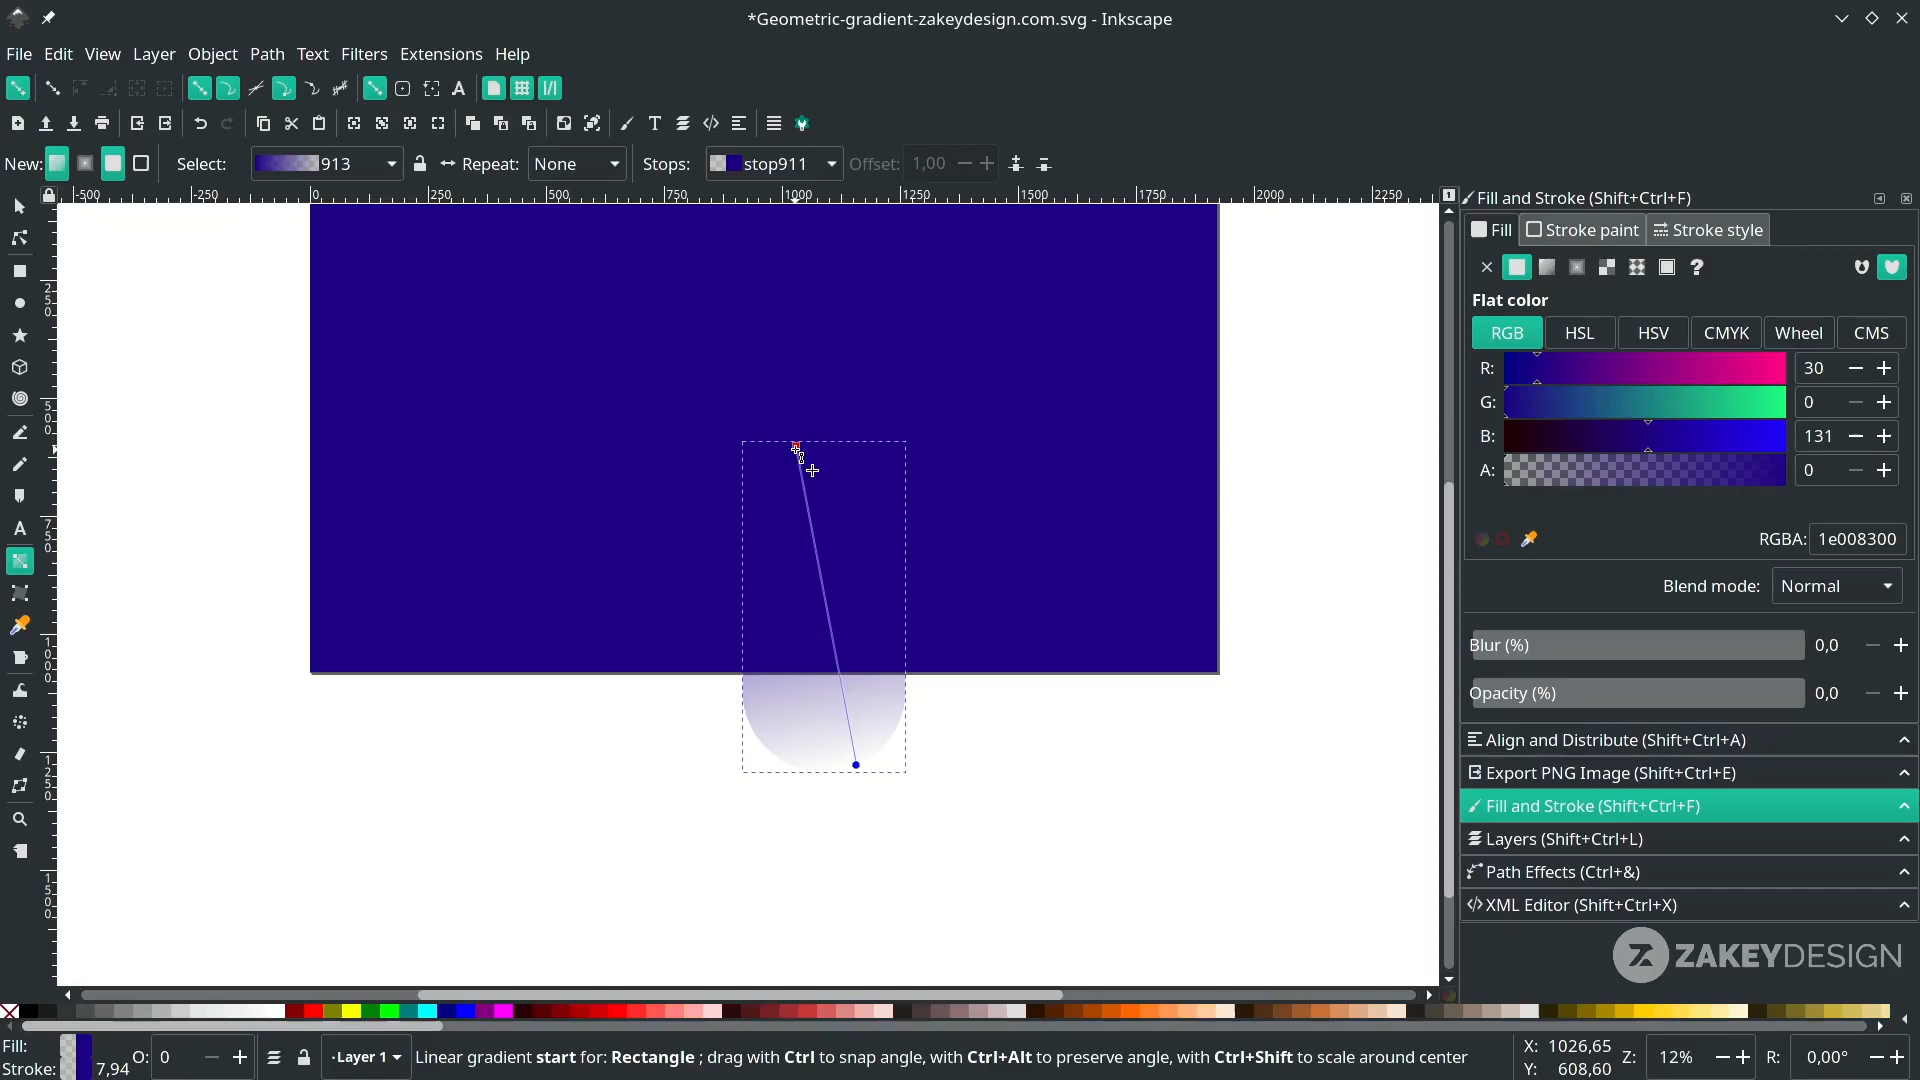 *Geometric-gradient-zakeydesign.com.svg - Inkscape
File Edit View Layer Object Path Text Filters Extensions Help
New: Select: 913 Repeat: None Stops: stop911 Offset: 1,00
-500 -250 0 250 500 750 1000 1250 1500 1750 2000 2250
250
500
750
1000
1250
1500
Fill and Stroke (Shift+Ctrl+F)
Fill Stroke paint Stroke style
Flat color
RGB HSL HSV CMYK Wheel CMS
R: 30
G: 0
B: 131
A: 0
RGBA: 1e008300
Blend mode: Normal
Blur (%) 0,0
Opacity (%) 0,0
Align and Distribute (Shift+Ctrl+A)
Export PNG Image (Shift+Ctrl+E)
Fill and Stroke (Shift+Ctrl+F)
Layers (Shift+Ctrl+L)
Path Effects (Ctrl+&)
XML Editor (Shift+Ctrl+X)
ZAKEYDESIGN
Fill:
Stroke: 7,94 O: 0 ·Layer 1 Linear gradient start for: Rectangle ; drag with Ctrl to snap angle, with Ctrl+Alt to preserve angle, with Ctrl+Shift to scale around center
X: 1026,65
Y: 608,60
Z: 12% R: 0,00°